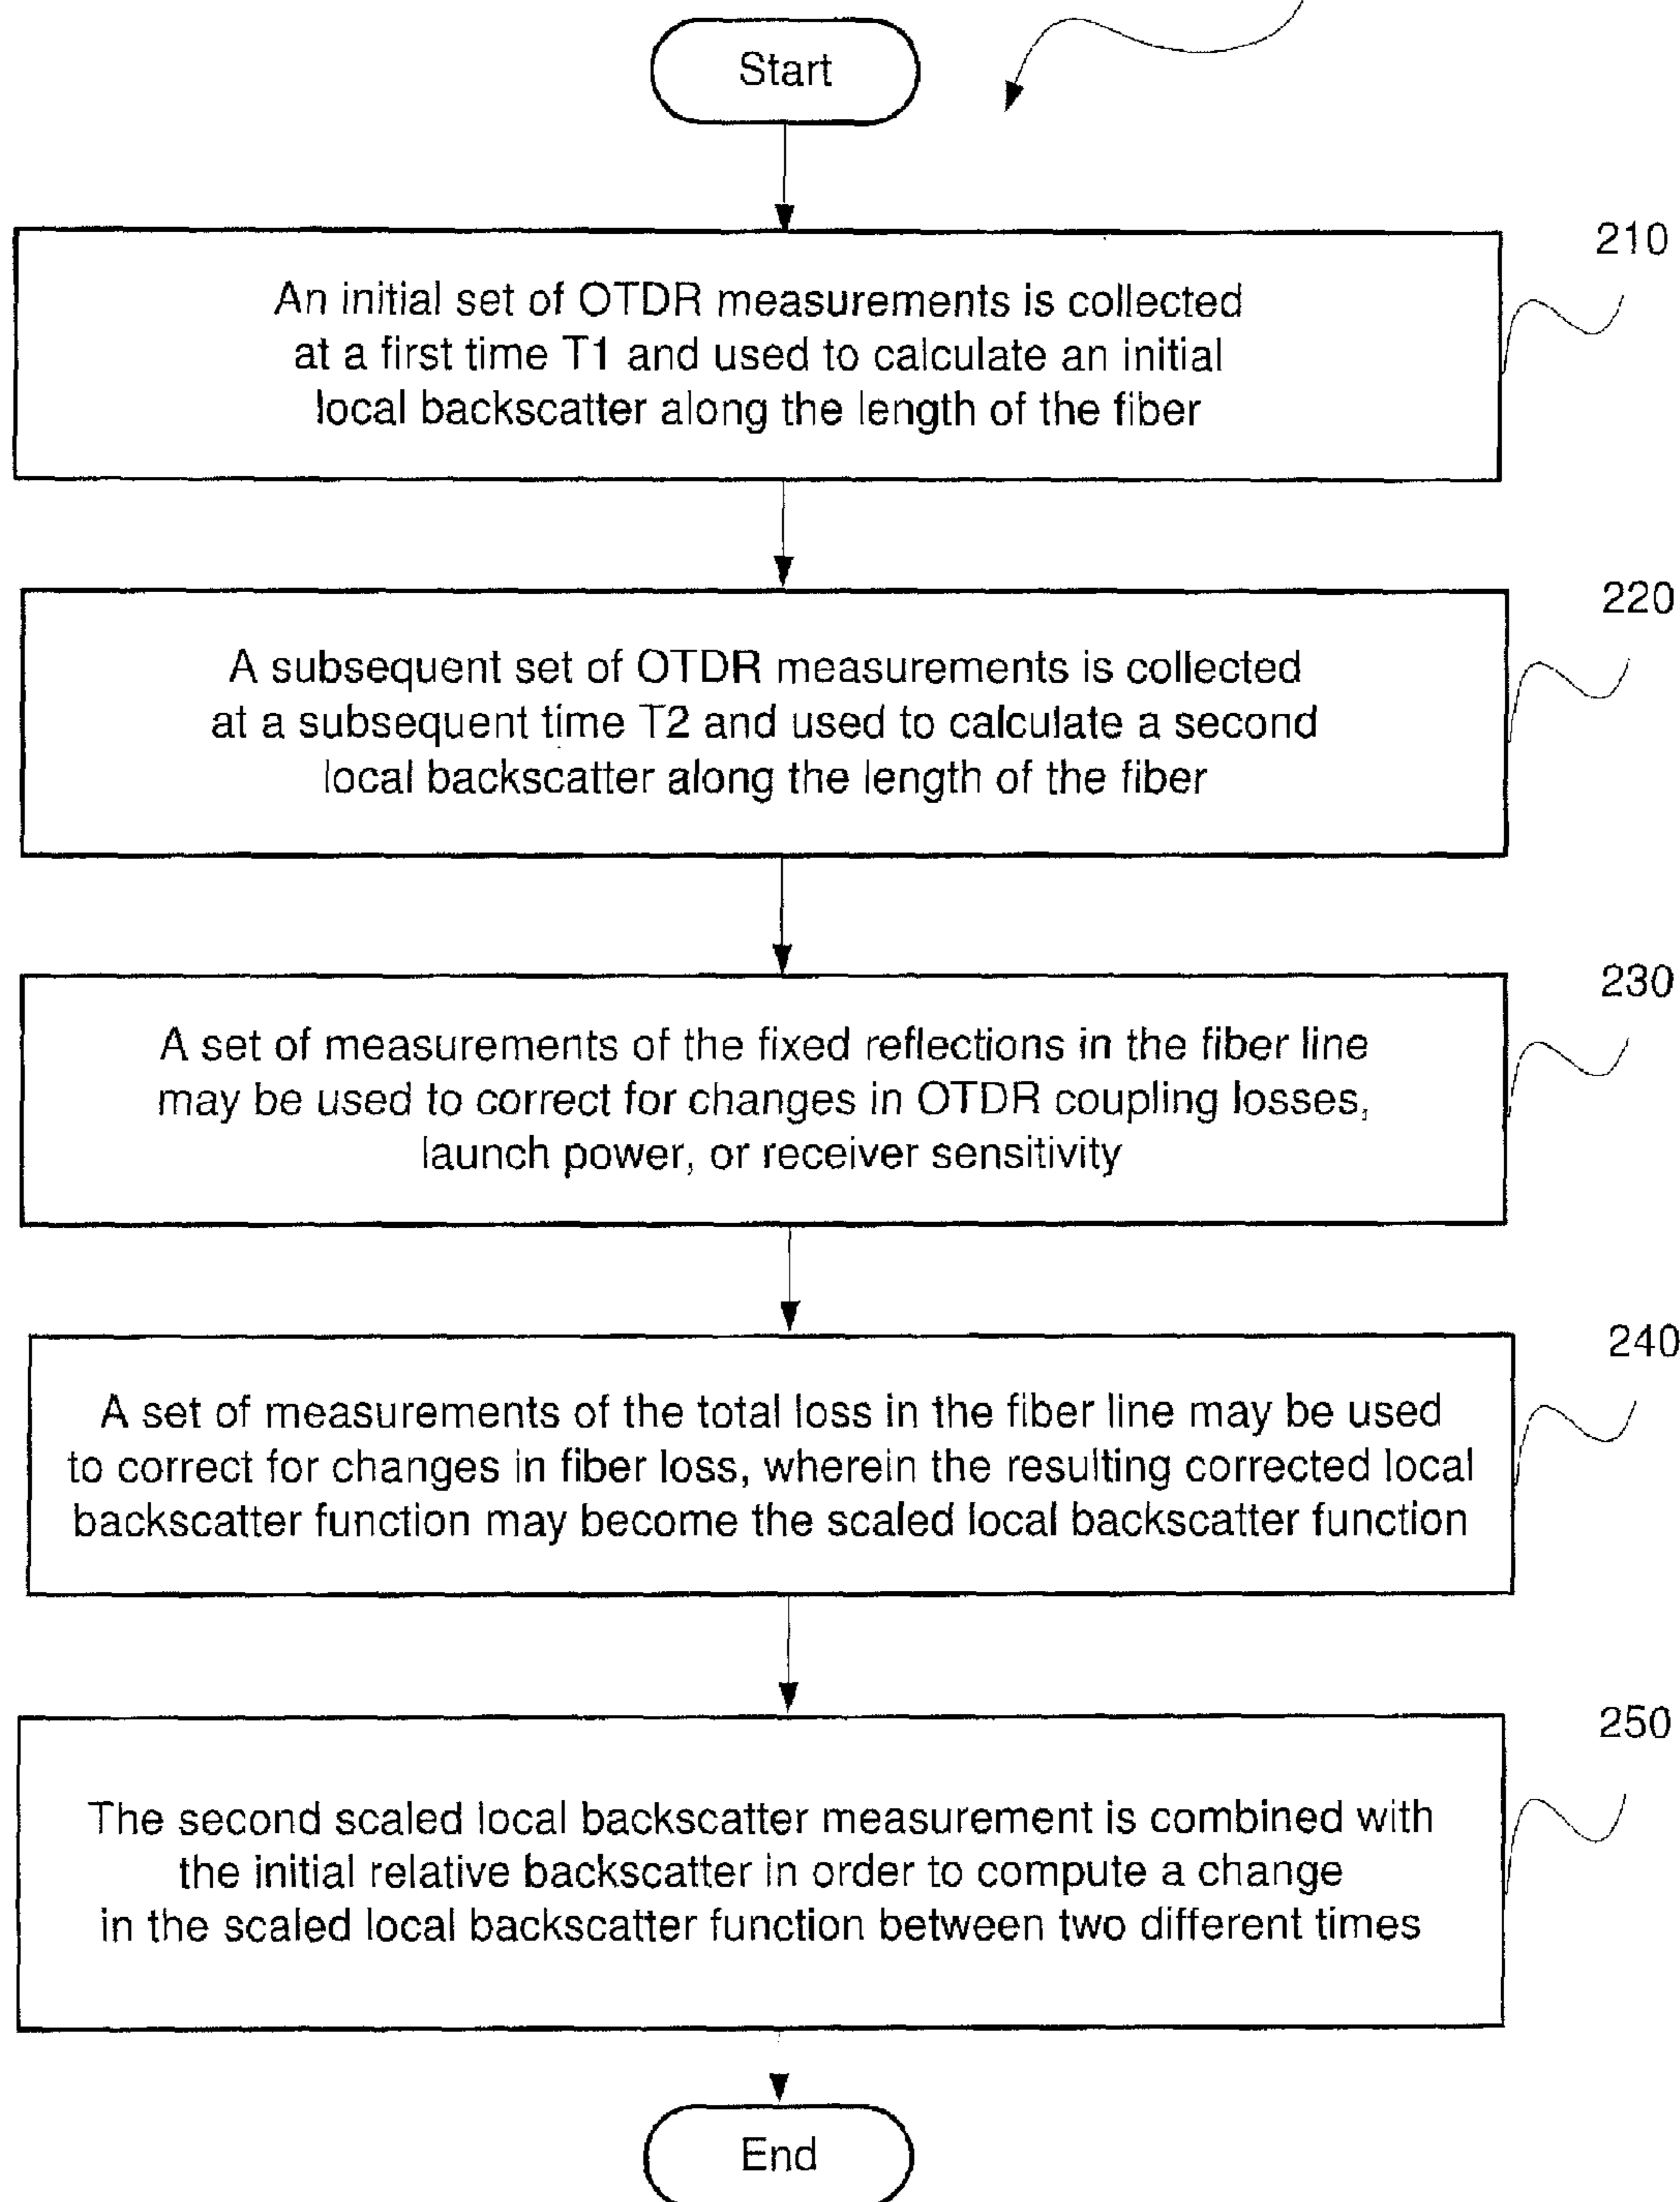 Start
210
An initial set of OTDR measurements is collected
at a first time T1 and used to calculate an initial
local backscatter along the length of the fiber
220
A subsequent set of OTDR measurements is collected
at a subsequent time T2 and used to calculate a second
local backscatter along the length of the fiber
230
A set of measurements of the fixed reflections in the fiber line
may be used to correct for changes in OTDR coupling losses,
launch power, or receiver sensitivity
240
A set of measurements of the total loss in the fiber line may be used
to correct for changes in fiber loss, wherein the resulting corrected local
backscatter function may become the scaled local backscatter function
250
The second scaled local backscatter measurement is combined with
the initial relative backscatter in order to compute a change
in the scaled local backscatter function between two different times
End